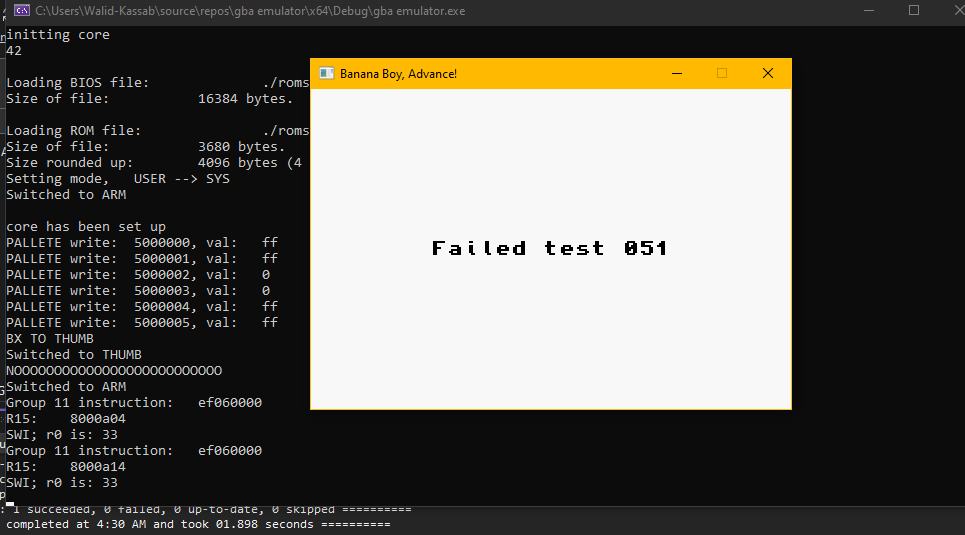 C:\Users\Walid-Kassab\source\repos\gba emulator\x64\Debug\gba emulator.exe
initting core
42
Loading BIOS file: ./roms
Size of file: 16384 bytes.
Loading ROM file: ./roms
Size of file: 3680 bytes.
Size rounded up: 4096 bytes (4
Setting mode, USER --> SYS
Switched to ARM
core has been set up
PALLETE write: 5000000, val: ff
PALLETE write: 5000001, val: ff
PALLETE write: 5000002, val: 0
PALLETE write: 5000003, val: 0
PALLETE write: 5000004, val: ff
PALLETE write: 5000005, val: ff
BX TO THUMB
Switched to THUMB
NOOOOOOOOOOOOOOOOOOOOOOOOOO
Switched to ARM
Group 11 instruction: ef060000
R15: 8000a04
SWI; r0 is: 33
Group 11 instruction: ef060000
R15: 8000a14
SWI; r0 is: 33
Banana Boy, Advance!
Failed test 051
: 1 succeeded, 0 failed, 0 up-to-date, 0 skipped ==========
completed at 4:30 AM and took 01.898 seconds ==========